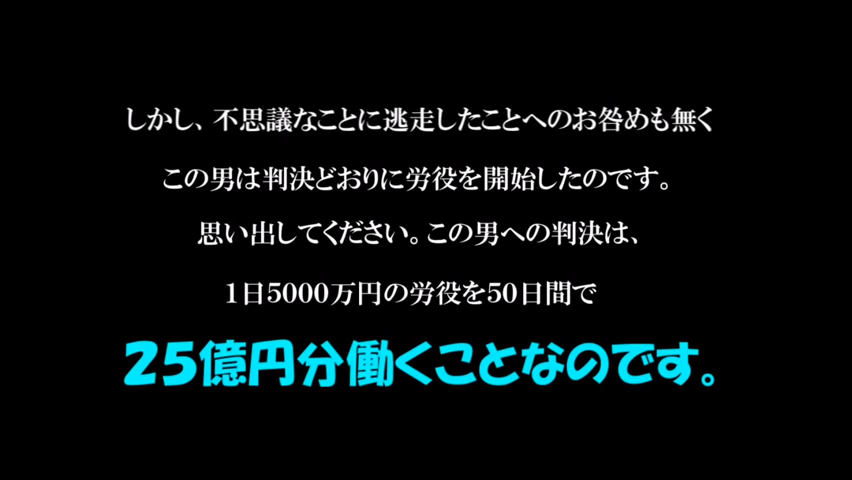 しかし、不思議なことに逃走したことへのお咎めも無く
この男は判決どおりに労役を開始したのです。
思い出してください。この男への判決は、
1日5000万円の労役を50日間で
25億円分働くことなのです。